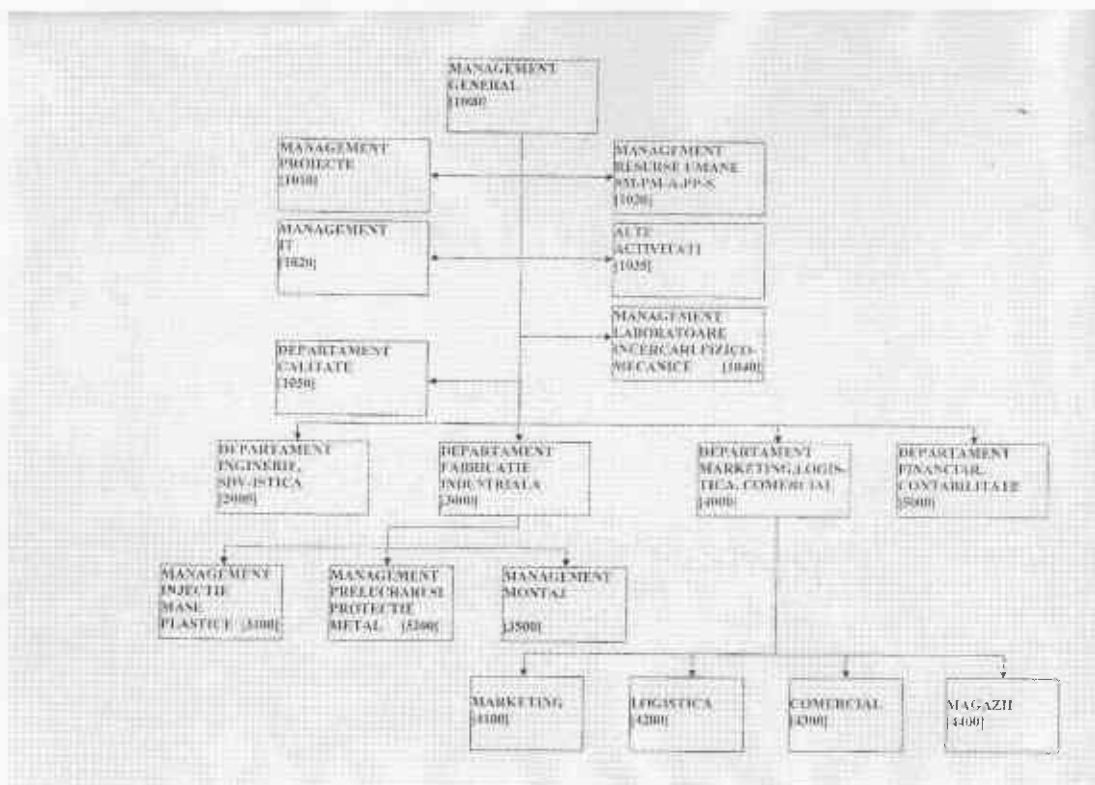 MANAGEMENT
GENERAL
[1000]
MANAGEMENT
PROIECTE
[1010]
MANAGEMENT
RESURSE UMANE
SM-PM-A-PP-S
[1030]
MANAGEMENT
IT
[1020]
ALTE
ACTIVITATI
[1035]
MANAGEMENT
LABORATOARE
INCERCARI FIZICO-
MECANICE [1040]
DEPARTAMENT
CALITATE
[1050]
DEPARTAMENT
INGINERIE,
SDV-ISTICA
[2000]
DEPARTAMENT
FABRICATIE
INDUSTRIALA
[3000]
DEPARTAMENT
MARKETING,LOGIS-
TICA, COMERCIAL
[4000]
DEPARTAMENT
FINANCIAR,
CONTABILITATE
[5000]
MANAGEMENT
INJECTIE
MASE
PLASTICE [3100]
MANAGEMENT
PRELUCRARE SI
PROTECTIE
METAL
MANAGEMENT
MONTAJ
[3500]
MARKETING
[4100]
LOGISTICA
[4200]
COMERCIAL
[4300]
MAGAZII
[4400]